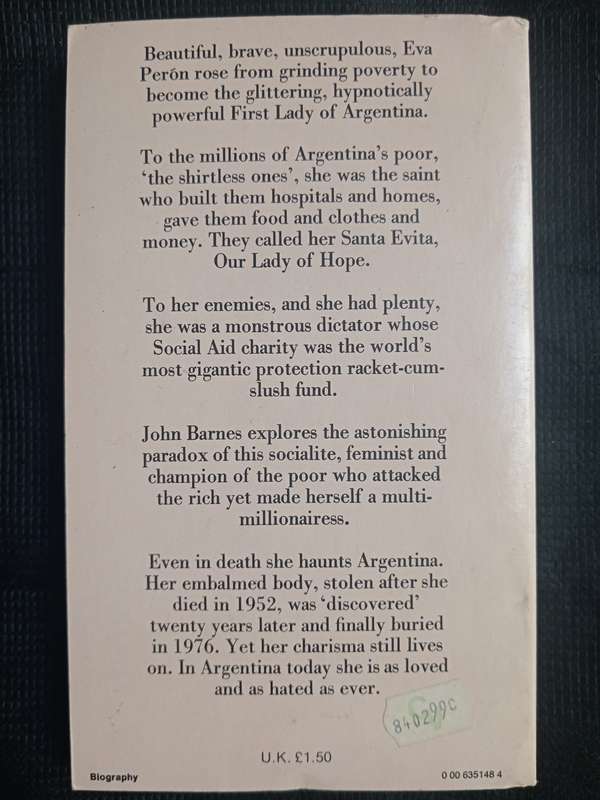 Beautiful, brave, unscrupulous, Eva
Perón rose from grinding poverty to
become the glittering, hypnotically
powerful First Lady of Argentina.
To the millions of Argentina's poor,
‘the shirtless ones’, she was the saint
who built them hospitals and homes,
gave them food and clothes and
money. They called her Santa Evita,
Our Lady of Hope.
To her enemies, and she had plenty,
she was a monstrous dictator whose
Social Aid charity was the world's
most gigantic protection racket-cum-
slush fund.
John Barnes explores the astonishing
paradox of this socialite, feminist and
champion of the poor who attacked
the rich yet made herself a multi-
millionairess.
Even in death she haunts Argentina.
Her embalmed body, stolen after she
died in 1952, was ‘discovered’
twenty years later and finally buried
in 1976. Yet her charisma still lives
on. In Argentina today she is as loved
and as hated as ever.
840299C
U.K. £1.50
Biography
0 00 635148 4